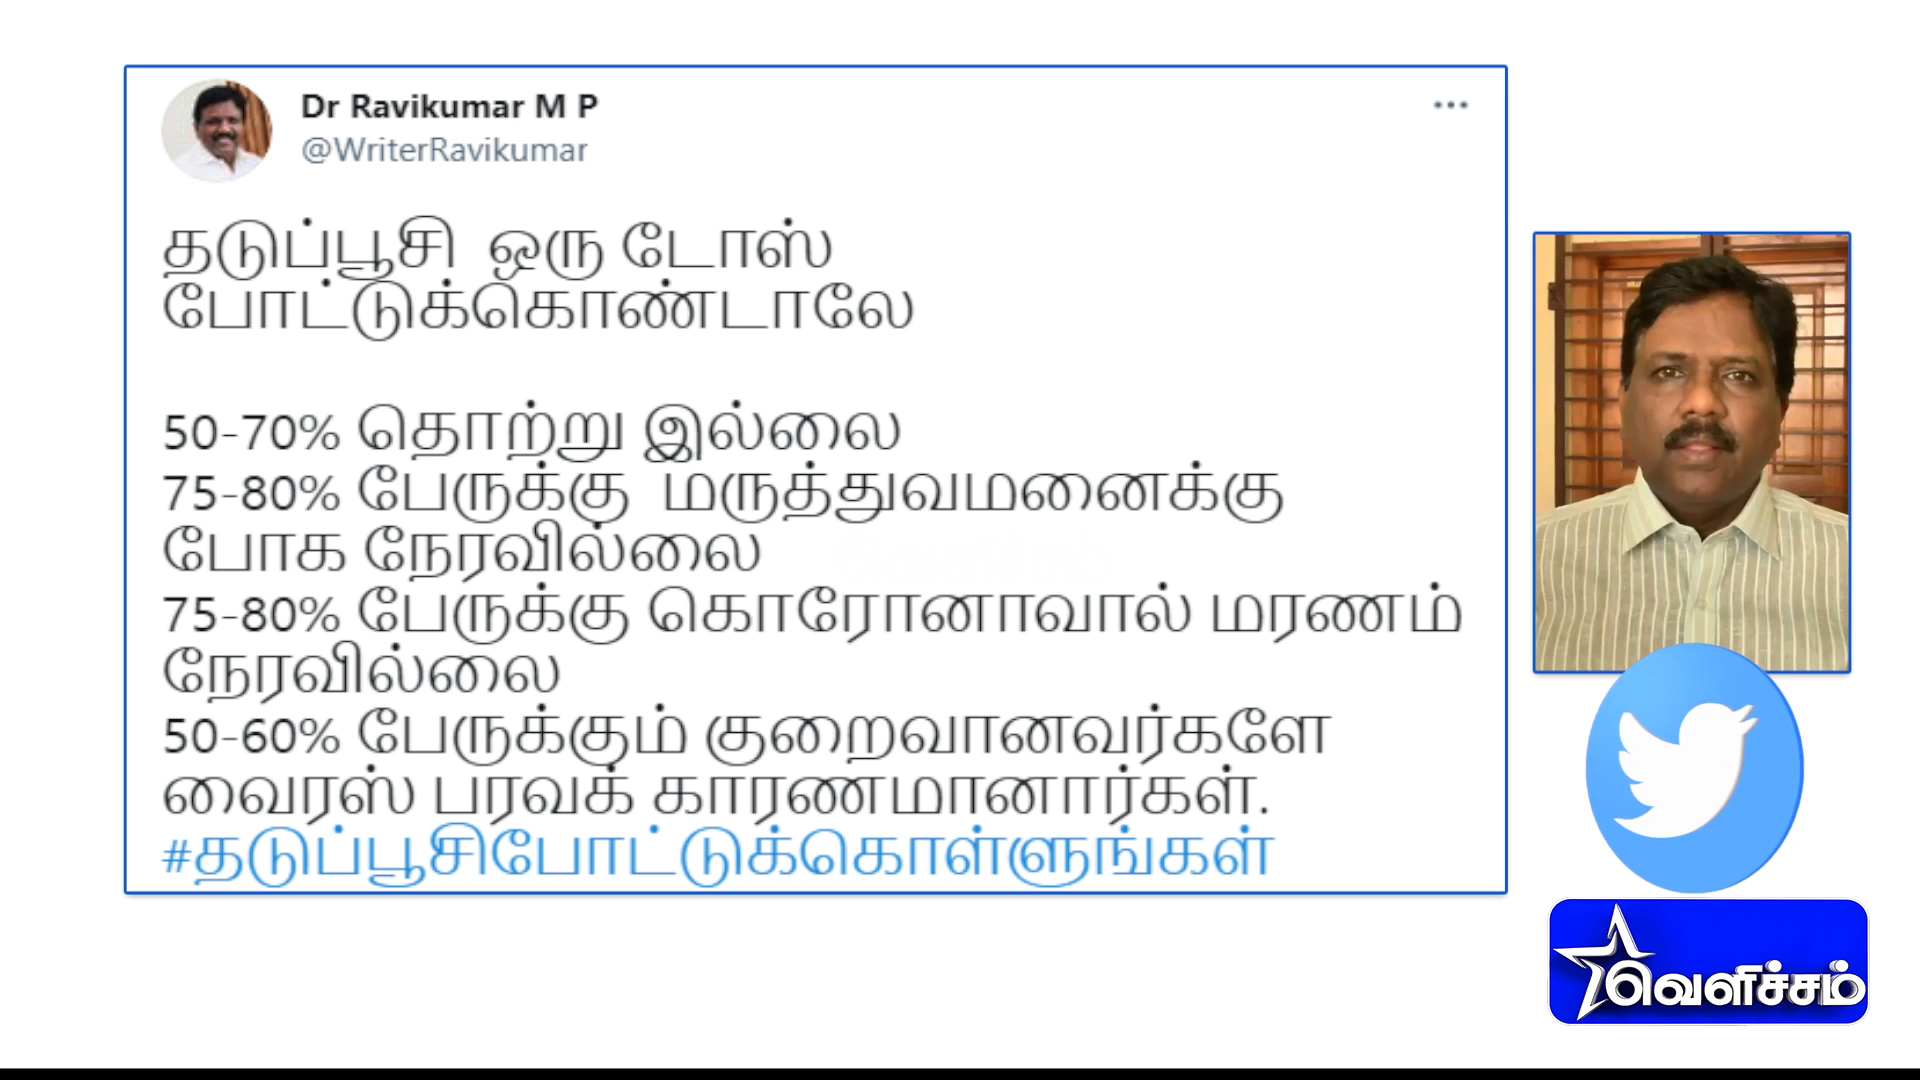 Dr Ravikumar M P
@WriterRavikumar
தடுப்பூசி ஒரு டோஸ்
போட்டுக்கொண்டாலே
50-70% தொற்று இல்லை
75-80% பேருக்கு மருத்துவமனைக்கு
போக நேரவில்லை
75-80% பேருக்கு கொரோனாவால் மரணம்
நேரவில்லை
50-60% பேருக்கும் குறைவானவர்களே
வைரஸ் பரவக் காரணமானார்கள்.
#தடுப்பூசிபோட்டுக்கொள்ளுங்கள்
வெளிச்சம்
வெளிச்சம்